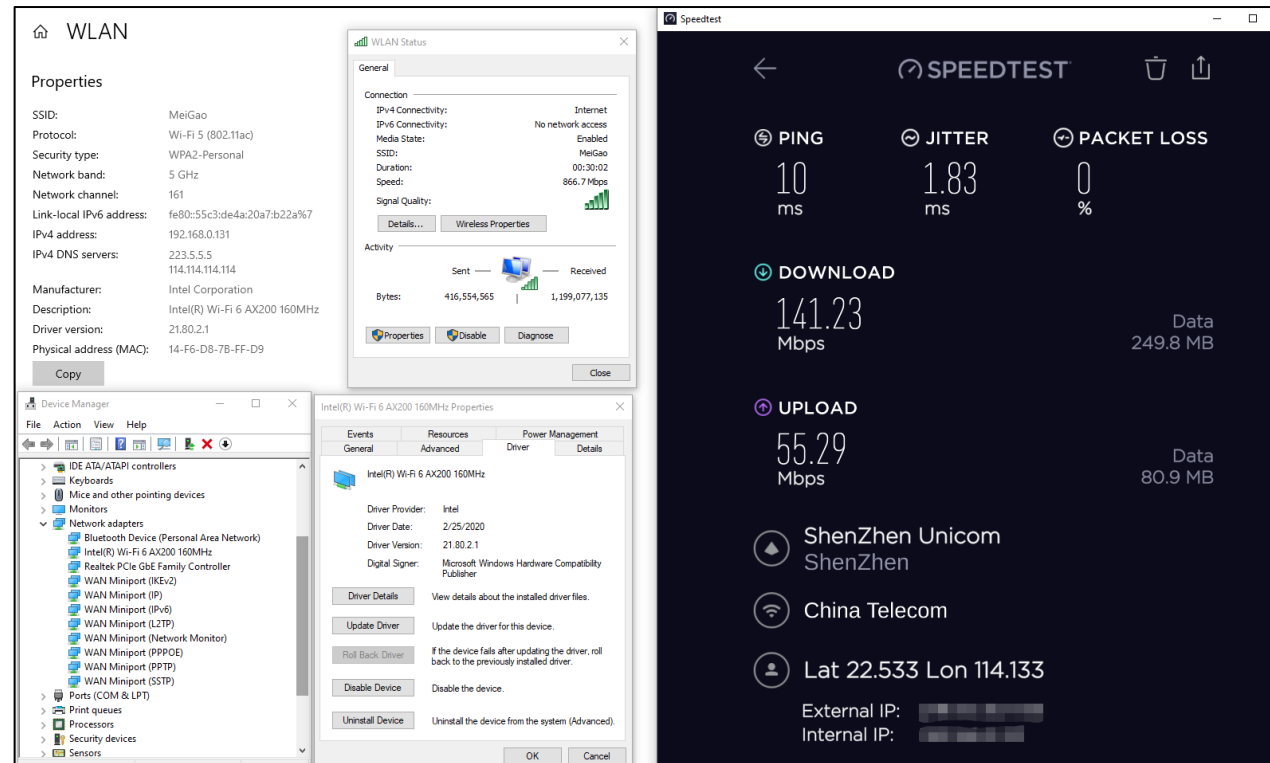 WLAN
Properties
SSID: MeiGao
Protocol: Wi-Fi 5 (802.11ac)
Security type: WPA2-Personal
Network band: 5 GHz
Network channel: 161
Link-local IPv6 address: fe80::55c3:de4a:20a7:b22a%7
IPv4 address: 192.168.0.131
IPv4 DNS servers: 223.5.5.5
114.114.114.114
Manufacturer: Intel Corporation
Description: Intel(R) Wi-Fi 6 AX200 160MHz
Driver version: 21.80.2.1
Physical address (MAC): 14-F6-D8-7B-FF-D9
Copy
WLAN Status
General
Connection
IPv4 Connectivity: Internet
IPv6 Connectivity: No network access
Media State: Enabled
SSID: MeiGao
Duration: 00:30:02
Speed: 866.7 Mbps
Signal Quality:
Details... Wireless Properties
Activity
Sent — Received
Bytes: 416,554,565 | 1,199,077,135
Properties Disable Diagnose
Close
Device Manager
File Action View Help
IDE ATA/ATAPI controllers
Keyboards
Mice and other pointing devices
Monitors
Network adapters
Bluetooth Device (Personal Area Network)
Intel(R) Wi-Fi 6 AX200 160MHz
Realtek PCIe GbE Family Controller
WAN Miniport (IKEv2)
WAN Miniport (IP)
WAN Miniport (IPv6)
WAN Miniport (L2TP)
WAN Miniport (Network Monitor)
WAN Miniport (PPPOE)
WAN Miniport (PPTP)
WAN Miniport (SSTP)
Ports (COM & LPT)
Print queues
Processors
Security devices
Sensors
Intel(R) Wi-Fi 6 AX200 160MHz Properties
Events Resources Power Management
General Advanced Driver Details
Intel(R) Wi-Fi 6 AX200 160MHz
Driver Provider: Intel
Driver Date: 2/25/2020
Driver Version: 21.80.2.1
Digital Signer: Microsoft Windows Hardware Compatibility
Publisher
Driver Details View details about the installed driver files.
Update Driver Update the driver for this device.
Roll Back Driver If the device fails after updating the driver, roll
back to the previously installed driver.
Disable Device Disable the device.
Uninstall Device Uninstall the device from the system (Advanced).
OK Cancel
Speedtest
SPEEDTEST
PING JITTER PACKET LOSS
10 1.83 0
ms ms %
DOWNLOAD
141.23 Data
Mbps 249.8 MB
UPLOAD
55.29 Data
Mbps 80.9 MB
ShenZhen Unicom
ShenZhen
China Telecom
Lat 22.533 Lon 114.133
External IP:
Internal IP: